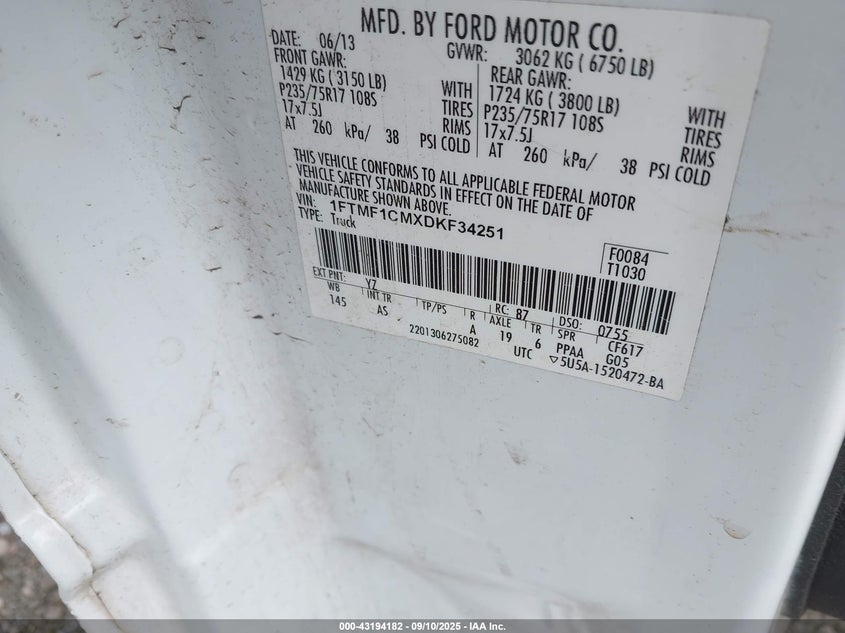 MFD. BY FORD MOTOR CO.
DATE: 06/13 GVWR: 3062 KG ( 6750 LB)
FRONT GAWR: REAR GAWR:
1429 KG ( 3150 LB) WITH 1724 KG ( 3800 LB) WITH
P235/75R17 108S TIRES P235/75R17 108S TIRES
17x7.5J RIMS 17x7.5J RIMS
AT 260 kPa/ 38 PSI COLD AT 260 kPa/ 38 PSI COLD
THIS VEHICLE CONFORMS TO ALL APPLICABLE FEDERAL MOTOR
VEHICLE SAFETY STANDARDS IN EFFECT ON THE DATE OF
MANUFACTURE SHOWN ABOVE.
VIN: 1FTMF1CMXDKF34251
TYPE: Truck
F0084
T1030
EXT PNT: YZ RC: 87 DSO: 0755
WB INT TR TP/PS R AXLE TR SPR CF617
145 AS A 19 6 PPAA G05
2201306275082 UTC ▽5U5A-1520472-BA
000-43194182 - 09/10/2025 - IAA Inc.